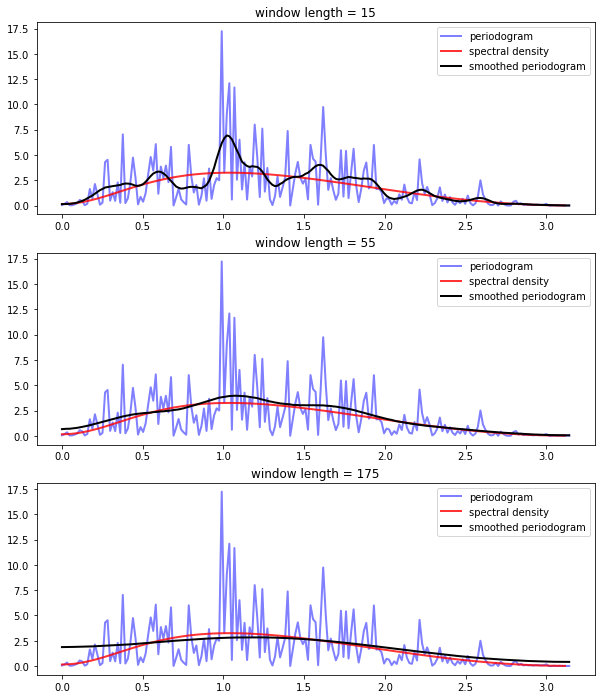 window length = 15
17.5
15.0
12.5
10.0
7.5
5.0
2.5
0.0
periodogram
spectral density
smoothed periodogram
0.0 0.5 1.0 1.5 2.0 2.5 3.0
window length = 55
17.5
15.0
12.5
10.0
7.5
5.0
2.5
0.0
periodogram
spectral density
smoothed periodogram
0.0 0.5 1.0 1.5 2.0 2.5 3.0
window length = 175
17.5
15.0
12.5
10.0
7.5
5.0
2.5
0.0
periodogram
spectral density
smoothed periodogram
0.0 0.5 1.0 1.5 2.0 2.5 3.0